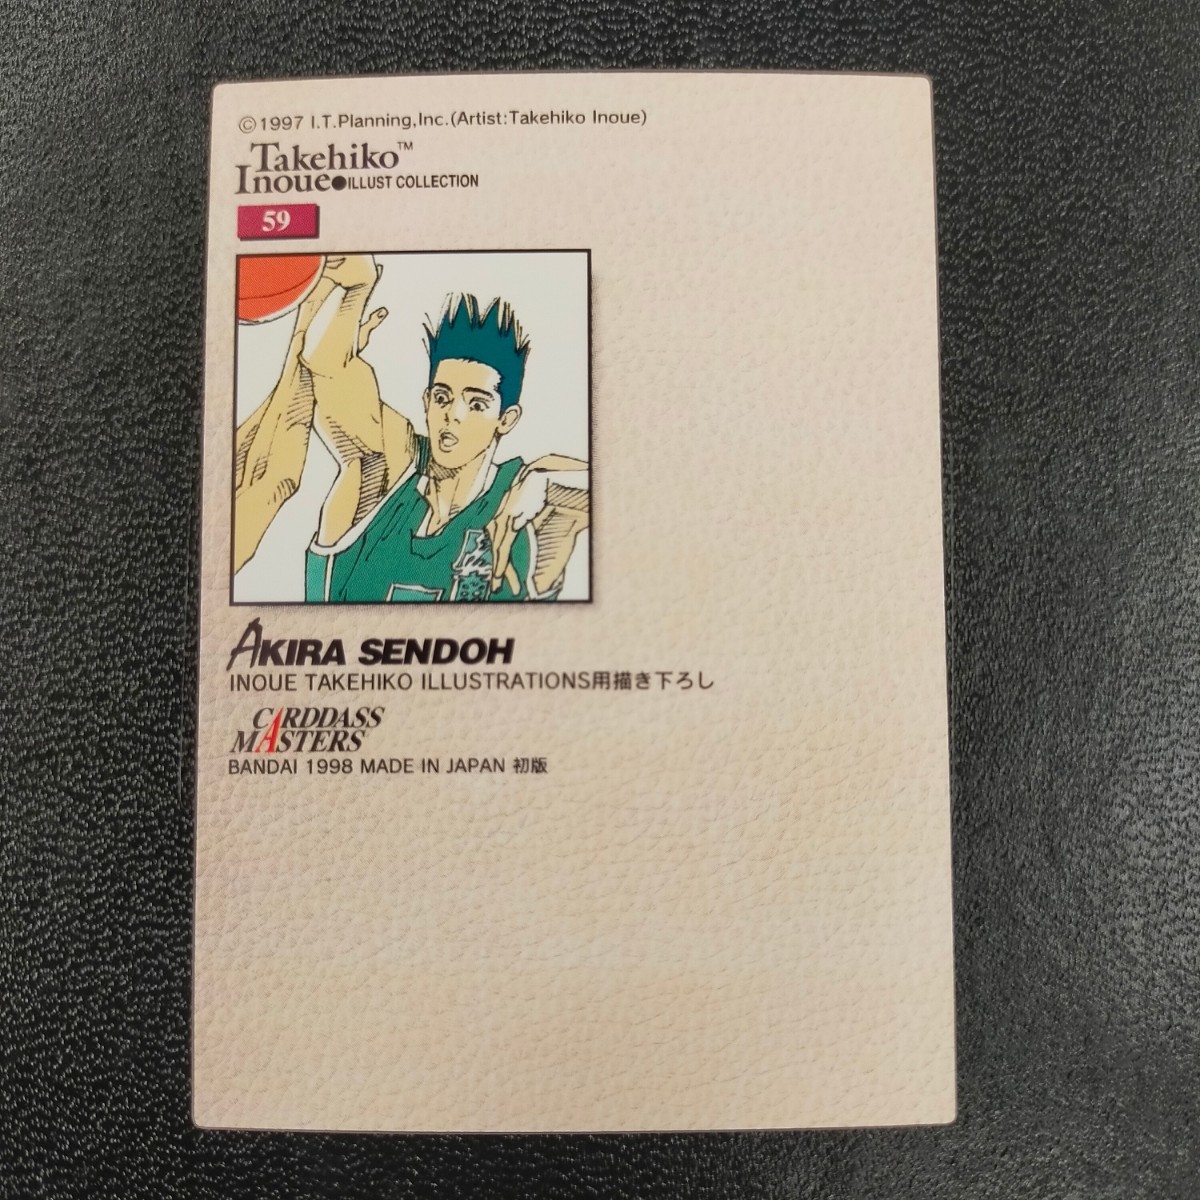 ©1997 I.T.Planning,Inc.(Artist:Takehiko Inoue)
Takehiko™
Inoue●ILLUST COLLECTION
59
AKIRA SENDOH
INOUE TAKEHIKO ILLUSTRATIONS用描き下ろし
CARDDASS
MASTERS
BANDAI 1998 MADE IN JAPAN 初版